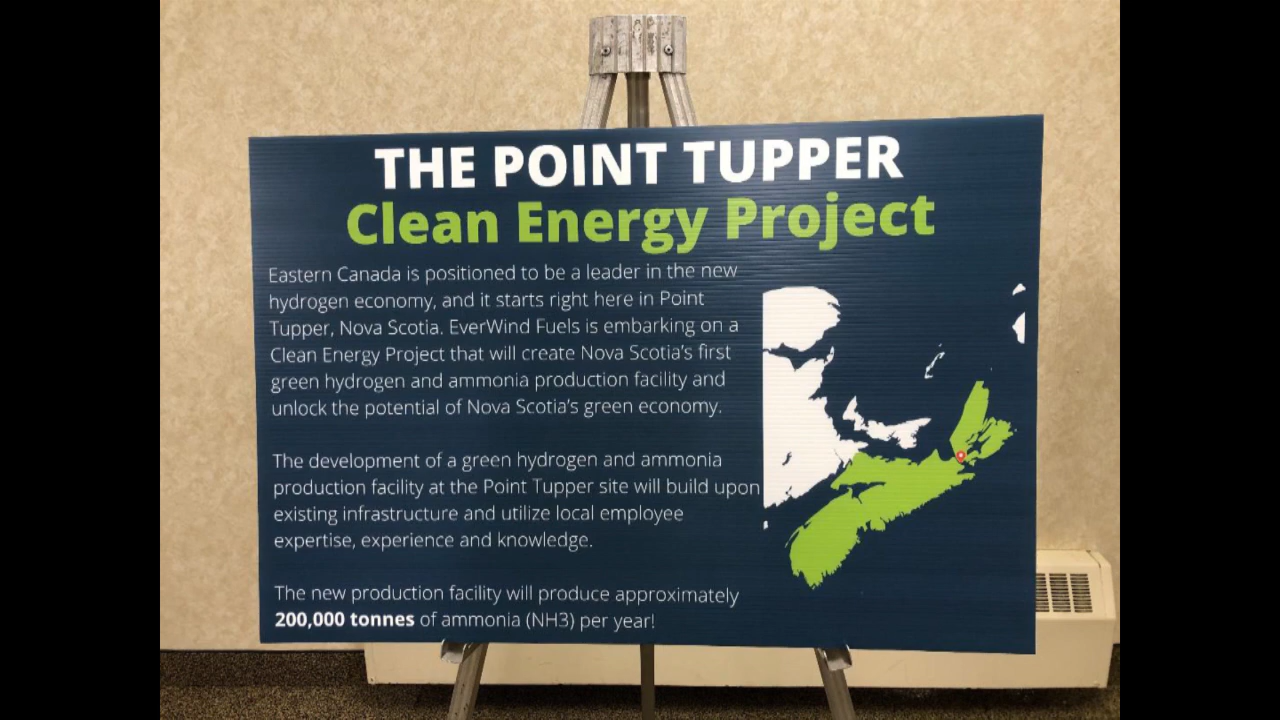 THE POINT TUPPER
Clean Energy Project
Eastern Canada is positioned to be a leader in the new
hydrogen economy, and it starts right here in Point
Tupper, Nova Scotia. EverWind Fuels is embarking on a
Clean Energy Project that will create Nova Scotia's first
green hydrogen and ammonia production facility and
unlock the potential of Nova Scotia's green economy.
The development of a green hydrogen and ammonia
production facility at the Point Tupper site will build upon
existing infrastructure and utilize local employee
expertise, experience and knowledge.
The new production facility will produce approximately
200,000 tonnes of ammonia (NH3) per year!